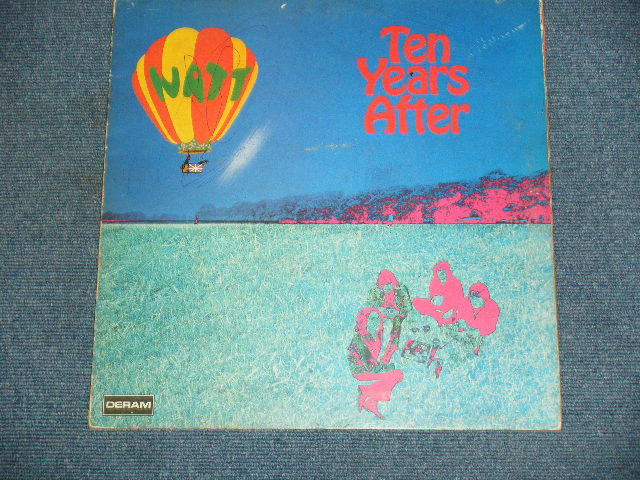 WATT
Ten
Years
After
DERAM